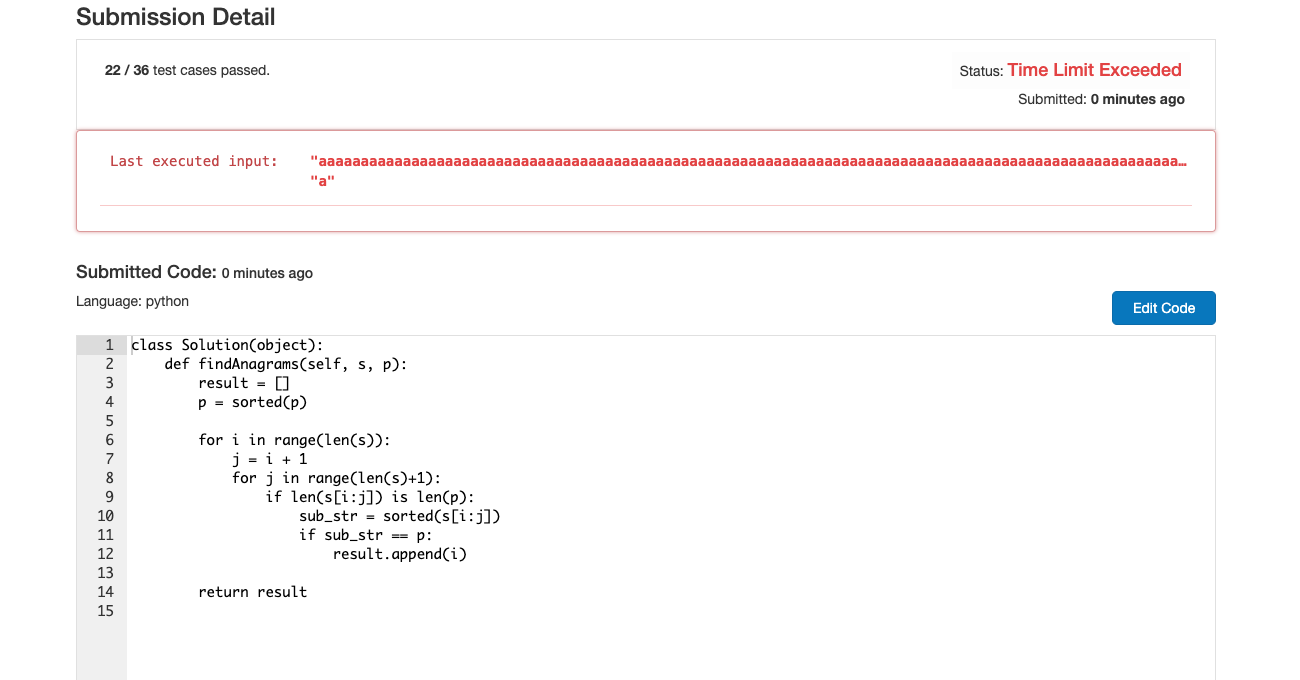 Submission Detail
22 / 36 test cases passed.
Status: Time Limit Exceeded
Submitted: 0 minutes ago
Last executed input:
"aaaaaaaaaaaaaaaaaaaaaaaaaaaaaaaaaaaaaaaaaaaaaaaaaaaaaaaaaaaaaaaaaaaaaaaaaaaaaaaaaaaaaaaaaaaaaaaaaaaaaa…
"a"
Submitted Code: 0 minutes ago
Language: python
Edit Code
1 class Solution(object):
2     def findAnagrams(self, s, p):
3         result = []
4         p = sorted(p)
5
6         for i in range(len(s)):
7             j = i + 1
8             for j in range(len(s)+1):
9                 if len(s[i:j]) is len(p):
10                     sub_str = sorted(s[i:j])
11                     if sub_str == p:
12                         result.append(i)
13
14         return result
15